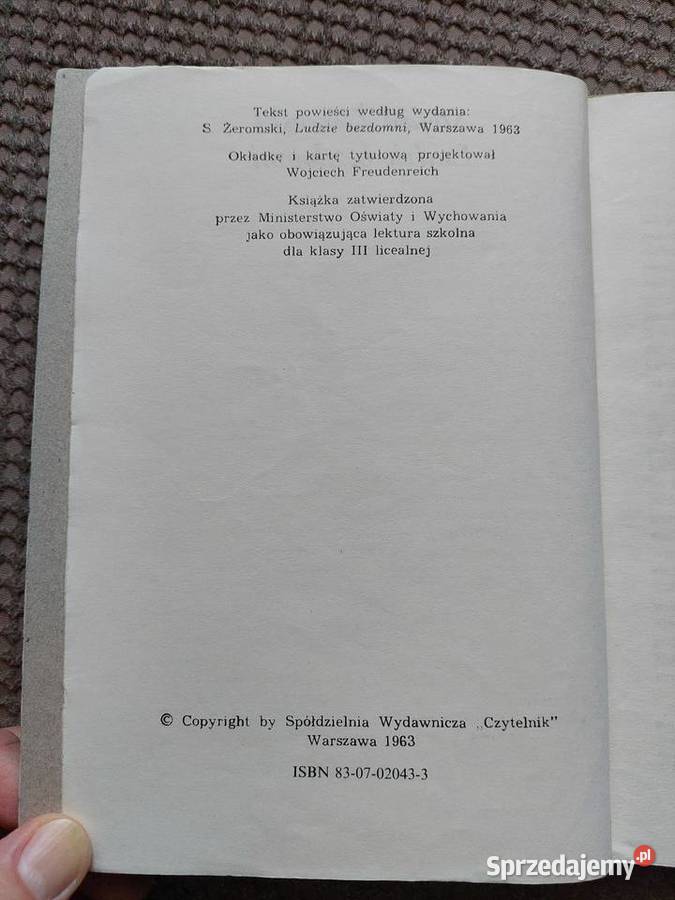 Tekst powieści według wydania:
S. Żeromski, Ludzie bezdomni, Warszawa 1963
Okładkę i kartę tytułową projektował
Wojciech Freudenreich
Książka zatwierdzona
przez Ministerstwo Oświaty i Wychowania
jako obowiązująca lektura szkolna
dla klasy III licealnej
© Copyright by Spółdzielnia Wydawnicza „Czytelnik"
Warszawa 1963
ISBN 83-07-02043-3
Sprzedajemy.pl